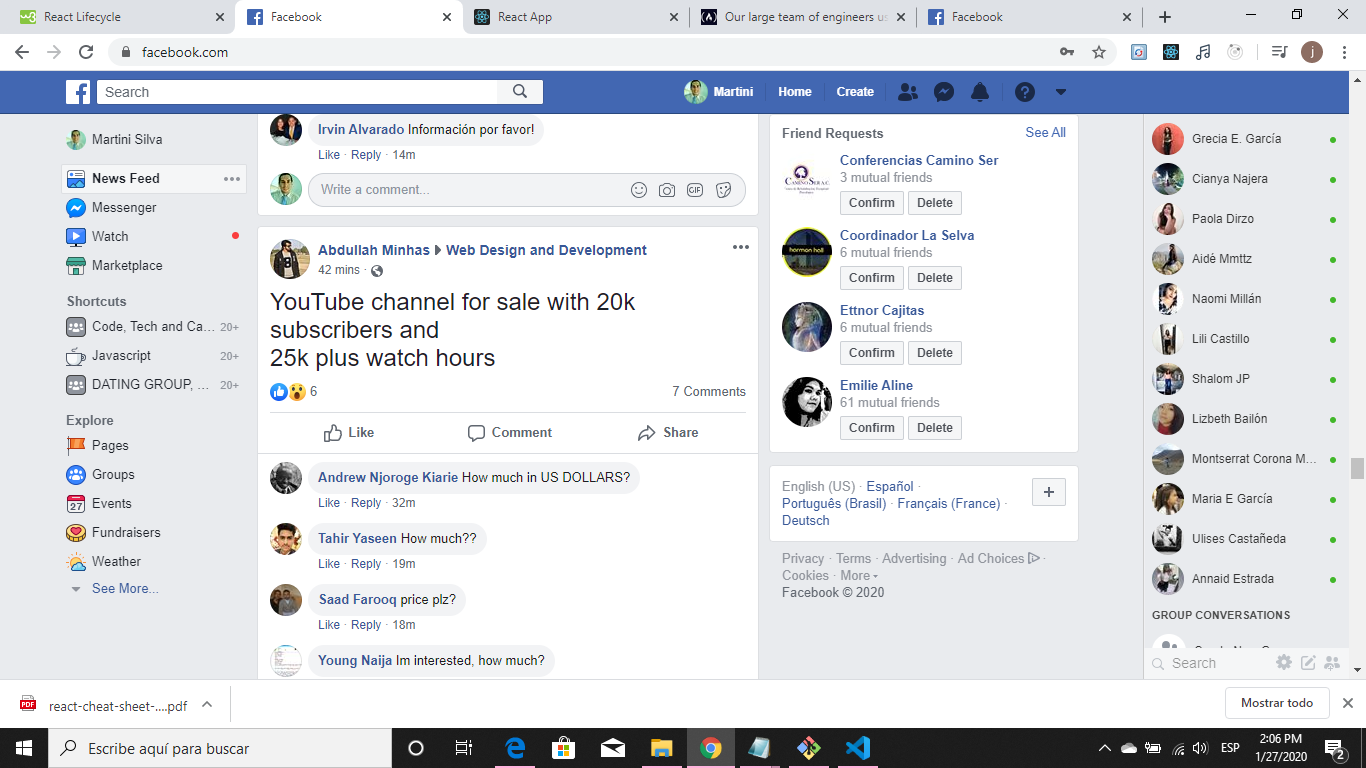 React Lifecycle
Facebook
React App
Our large team of engineers us
Facebook
facebook.com
j
Search
Martini
Home
Create
Martini Silva
News Feed
Messenger
Watch
Marketplace
Shortcuts
Code, Tech and Ca... 20+
Javascript 20+
DATING GROUP, ... 20+
Explore
Pages
Groups
27 Events
Fundraisers
Weather
See More...
Irvin Alvarado Información por favor!
Like · Reply · 14m
Write a comment...
GIF
Abdullah Minhas Web Design and Development
42 mins ·
YouTube channel for sale with 20k
subscribers and
25k plus watch hours
6
7 Comments
Like
Comment
Share
Andrew Njoroge Kiarie How much in US DOLLARS?
Like · Reply · 32m
Tahir Yaseen How much??
Like · Reply · 19m
Saad Farooq price plz?
Like · Reply · 18m
Young Naija Im interested, how much?
Friend Requests
See All
CAMINO SER A.C.
Conferencias Camino Ser
3 mutual friends
Confirm
Delete
harmon hall
Coordinador La Selva
6 mutual friends
Confirm
Delete
Ettnor Cajitas
6 mutual friends
Confirm
Delete
Emilie Aline
61 mutual friends
Confirm
Delete
English (US) · Español ·
Português (Brasil) · Français (France) ·
Deutsch
Privacy · Terms · Advertising · Ad Choices ·
Cookies · More
Facebook © 2020
Grecia E. García
Cianya Najera
Paola Dirzo
Aidé Mmttz
Naomi Millán
Lili Castillo
Shalom JP
Lizbeth Bailón
Montserrat Corona M...
Maria E García
Ulises Castañeda
Annaid Estrada
GROUP CONVERSATIONS
Search
PDF
react-cheat-sheet-....pdf
Mostrar todo
Escribe aquí para buscar
ESP
2:06 PM
1/27/2020
2